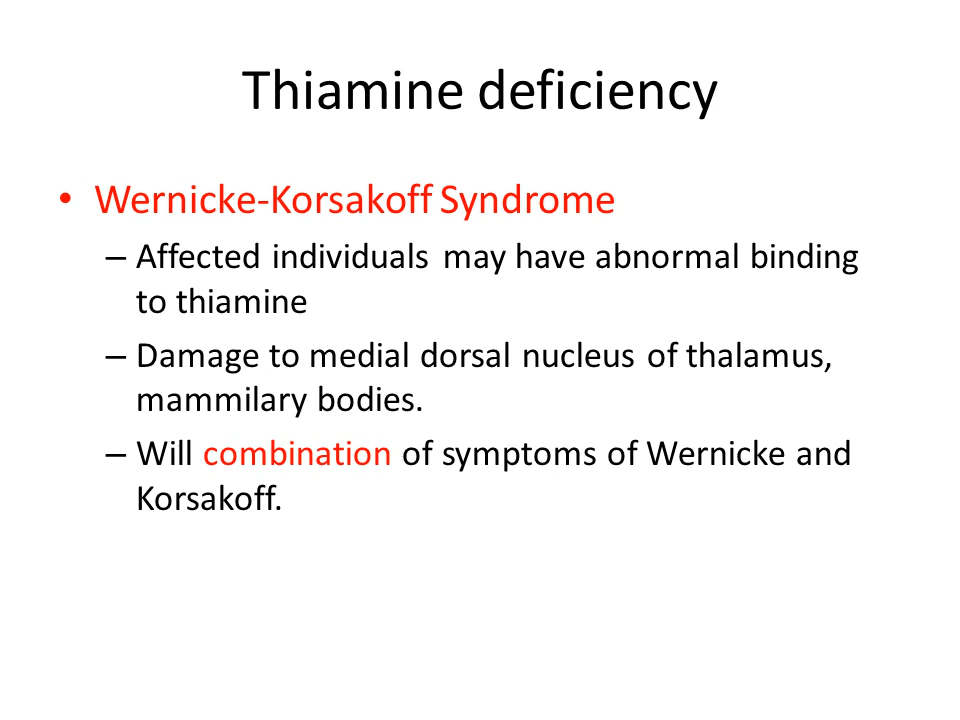 Thiamine deficiency
• Wernicke-Korsakoff Syndrome
– Affected individuals may have abnormal binding
to thiamine
– Damage to medial dorsal nucleus of thalamus,
mammilary bodies.
– Will combination of symptoms of Wernicke and
Korsakoff.